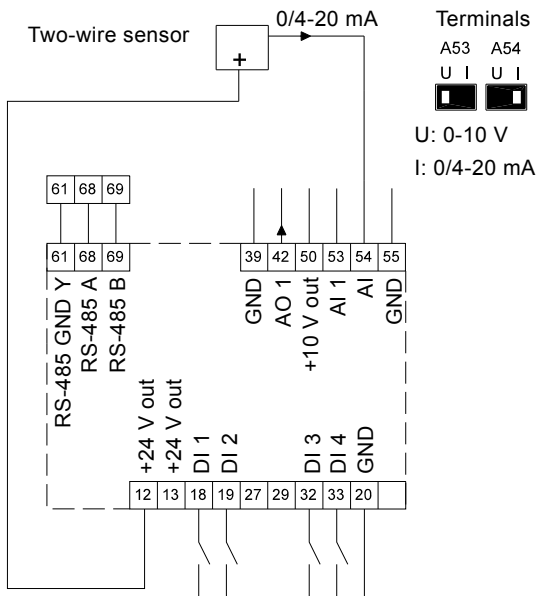 Two-wire sensor
0/4-20 mA
+
Terminals
A53 A54
U I U I
U: 0-10 V
I: 0/4-20 mA
61 68 69
61 68 69
39 42 50 53 54 55
RS-485 GND Y
RS-485 A
RS-485 B
GND
AO 1
+10 V out
AI 1
AI
GND
+24 V out
+24 V out
DI 1
DI 2
DI 3
DI 4
GND
12 13 18 19 27 29 32 33 20